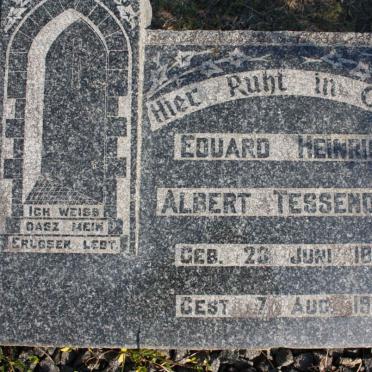 Hier Ruht in G
EDUARD HEINRI
ALBERT TESSEND
GEB. 28 JUNI 18
GEST. 7 AUG. 19
ICH WEISS
DASZ MEIN
ERLÖSER LEBT.